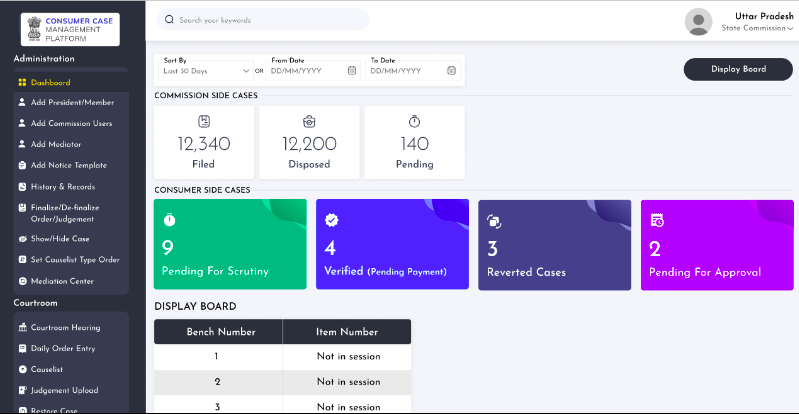 CONSUMER CASE
MANAGEMENT
PLATFORM
Administration
Dashboard
Add President/Member
Add Commission Users
Add Mediator
Add Notice Template
History & Records
Finalize/De-finalize
Order/Judgement
Show/Hide Case
Set Causelist Type Order
Mediation Center
Courtroom
Courtroom Hearing
Daily Order Entry
Causelist
Judgement Upload
Restore Case
Search your keywords
Uttar Pradesh
State Commission
Sort By
Last 30 Days
OR
From Date
DD/MM/YYYY
To Date
DD/MM/YYYY
Display Board
COMMISSION SIDE CASES
12,340
Filed
12,200
Disposed
140
Pending
CONSUMER SIDE CASES
9
Pending For Scrutiny
4
Verified (Pending Payment)
3
Reverted Cases
2
Pending For Approval
DISPLAY BOARD
Bench Number Item Number
1 Not in session
2 Not in session
3 Not in session